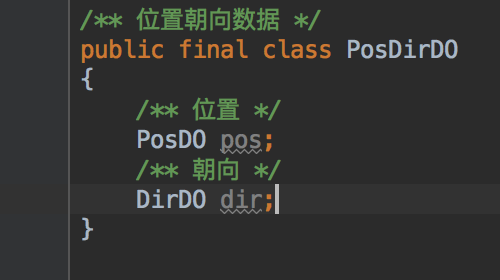 /** 位置朝向数据 */
public final class PosDirDO
{
/** 位置 */
PosDO pos;
/** 朝向 */
DirDO dir;
}